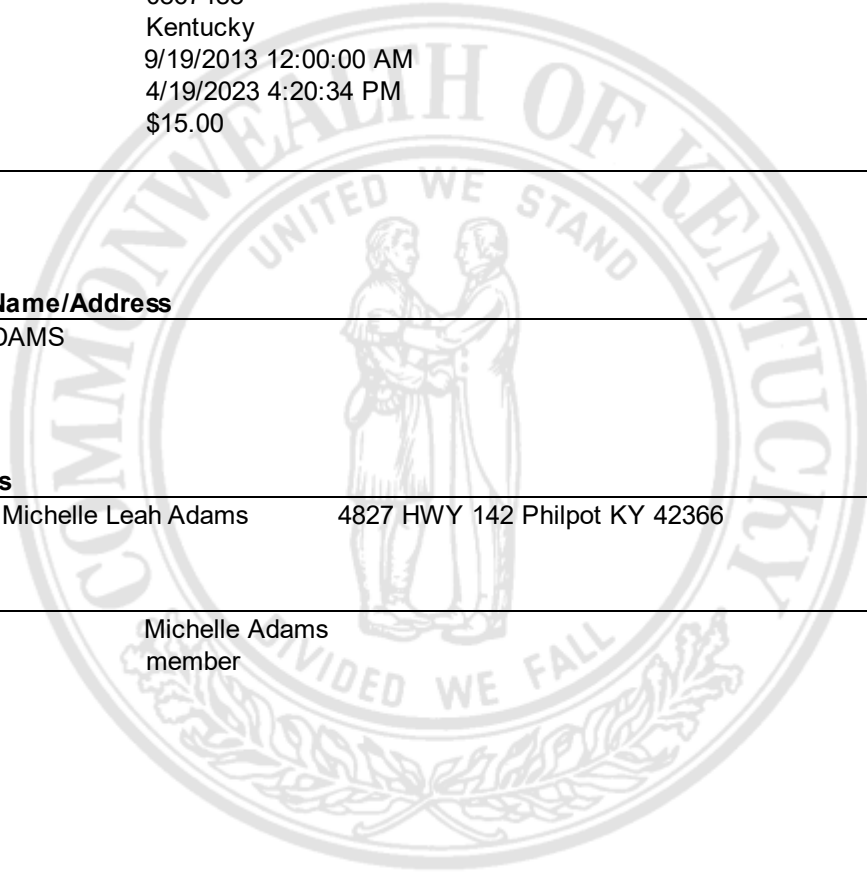 Kentucky
9/19/2013 12:00:00 AM
4/19/2023 4:20:34 PM
$15.00
COMMONWEALTH OF KENTUCKY
UNITED WE STAND
Name/Address
DAMS
s
Michelle Leah Adams 4827 HWY 142 Philpot KY 42366
Michelle Adams
member
DIVIDED WE FALL